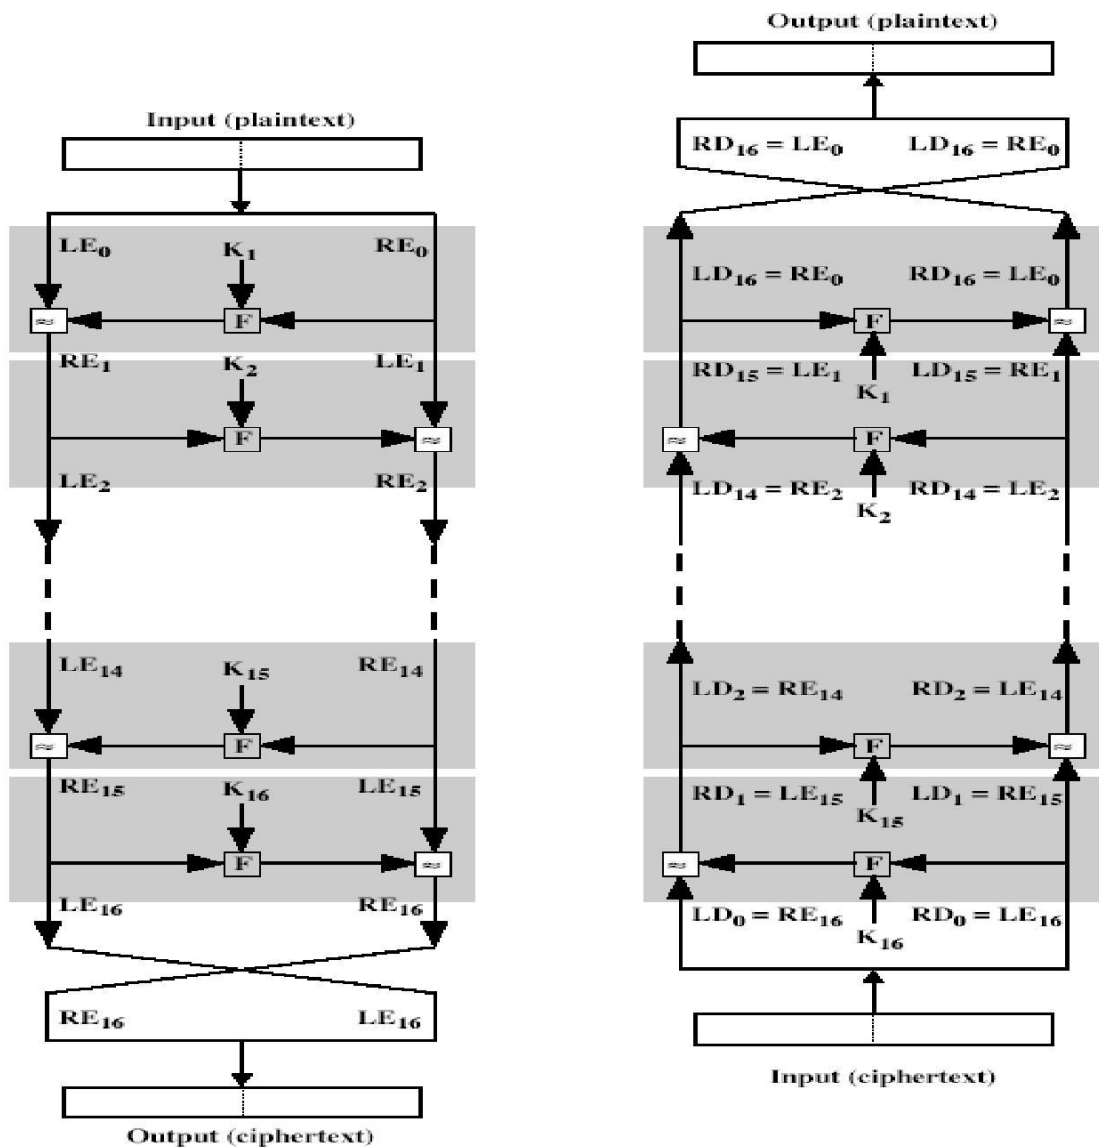 Input (plaintext)
LE₀ K₁ RE₀
F
≈
RE₁ K₂ LE₁
F
≈
LE₂ RE₂
LE₁₄ K₁₅ RE₁₄
F
≈
RE₁₅ K₁₆ LE₁₅
F
≈
LE₁₆ RE₁₆
RE₁₆ LE₁₆
Output (ciphertext)
Output (plaintext)
RD₁₆ = LE₀ LD₁₆ = RE₀
LD₁₆ = RE₀ RD₁₆ = LE₀
F
≈
RD₁₅ = LE₁ K₁ LD₁₅ = RE₁
≈
F
LD₁₄ = RE₂ K₂ RD₁₄ = LE₂
LD₂ = RE₁₄ RD₂ = LE₁₄
F
≈
RD₁ = LE₁₅ K₁₅ LD₁ = RE₁₅
≈
F
LD₀ = RE₁₆ K₁₆ RD₀ = LE₁₆
Input (ciphertext)